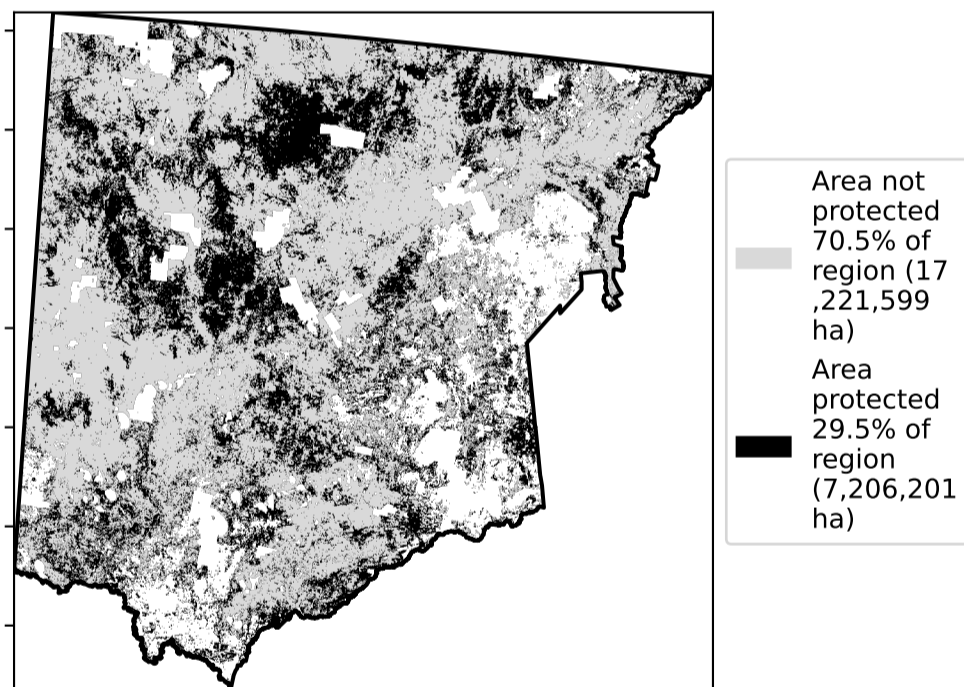 Area not
protected
70.5% of
region (17
,221,599
ha)
Area
protected
29.5% of
region
(7,206,201
ha)